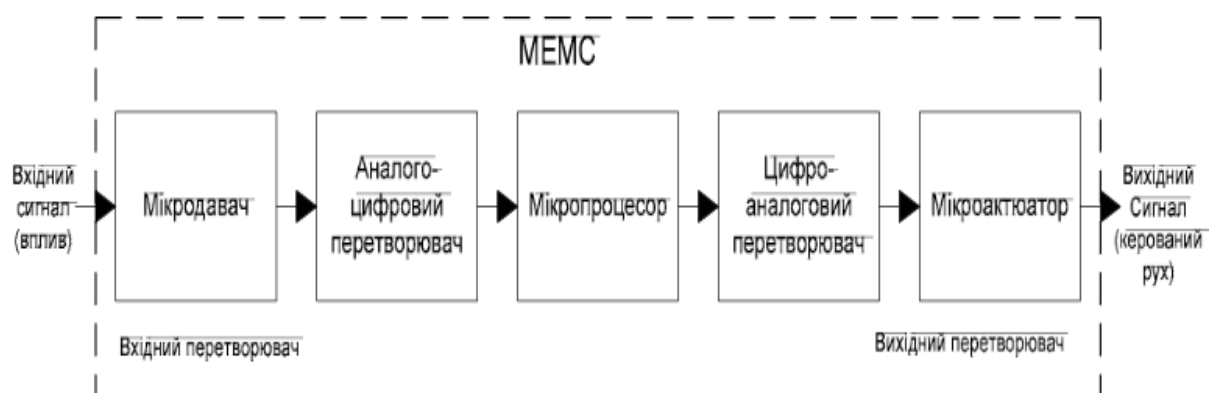 МЕМС
Вхідний
сигнал
(вплив)
Мікродавач
Аналого-
цифровий
перетворювач
Мікропроцесор
Цифро-
аналоговий
перетворювач
Мікроактюатор
Вихідний
Сигнал
(керований
рух)
Вхідний перетворювач
Вихідний перетворювач